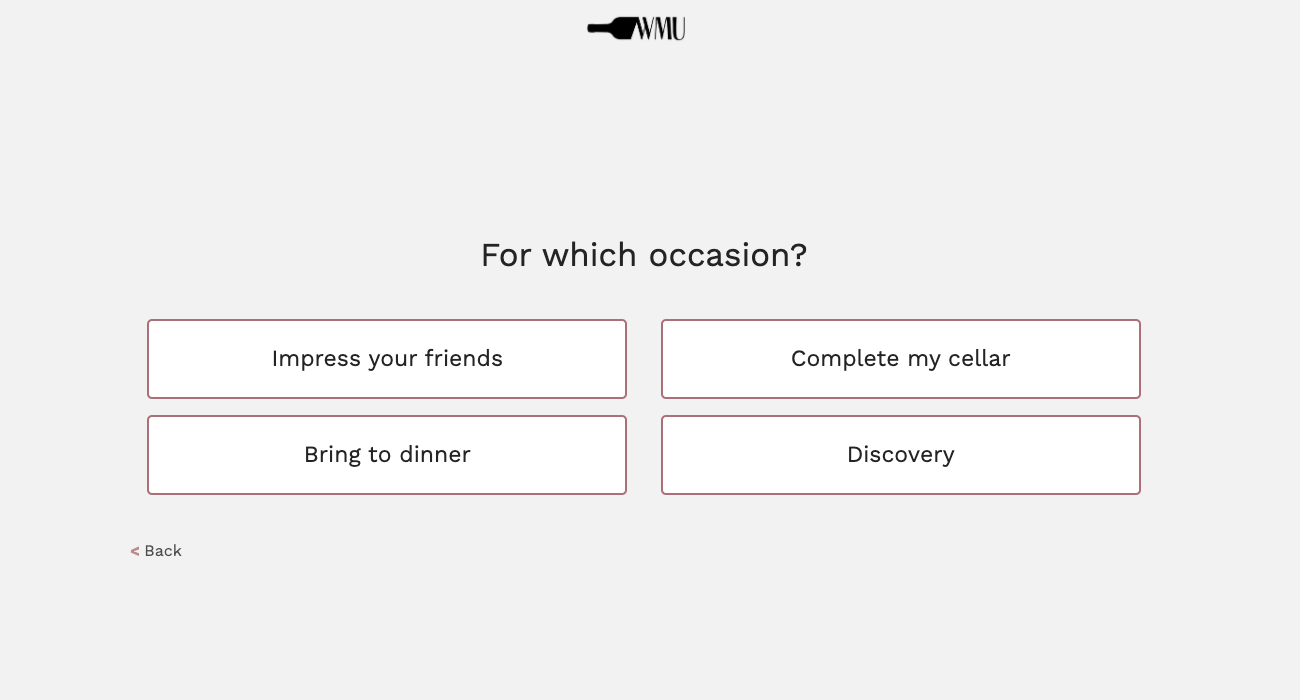 WMU
For which occasion?
Impress your friends
Complete my cellar
Bring to dinner
Discovery
< Back